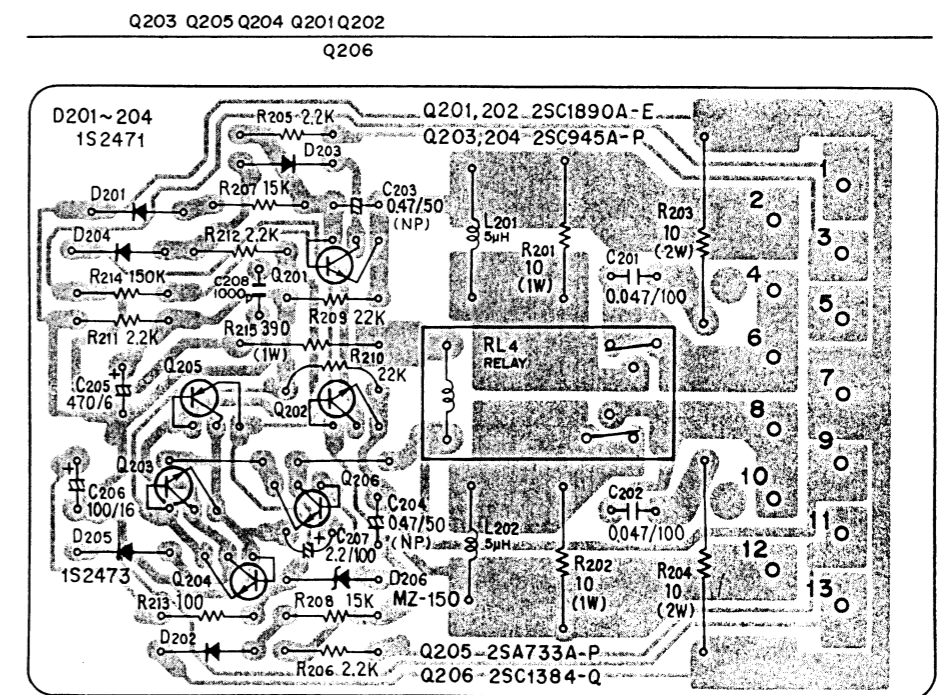 Q203 Q205 Q204 Q201 Q202
Q206
D201~204
1S2471
R205 2.2K
Q201,202 2SC1890A-E
Q203,204 2SC945A-P
D203
D201
R207 15K
C203
0.47/50
(NP)
D204
R212 2.2K
Q201
R214 150K
C208
1000
R209 22K
R211 2.2K
R215 390
(1W)
R210
22K
Q205
C205
470/6
+
Q202
L201
5μH
R201
10
(1W)
C201
0.047/100
R203
10
(2W)
RL4
RELAY
1
2
3
4
5
6
7
8
9
10
11
12
13
Q203
+
C206
100/16
Q206
C204
0.47/50
(NP)
C207
2.2/100
+
D205
1S2473
Q204
D206
MZ-150
R213 100
R208 15K
D202
R206 2.2K
L202
5μH
R202
10
(1W)
C202
0.047/100
R204
10
(2W)
Q205 2SA733A-P
Q206 2SC1384-Q